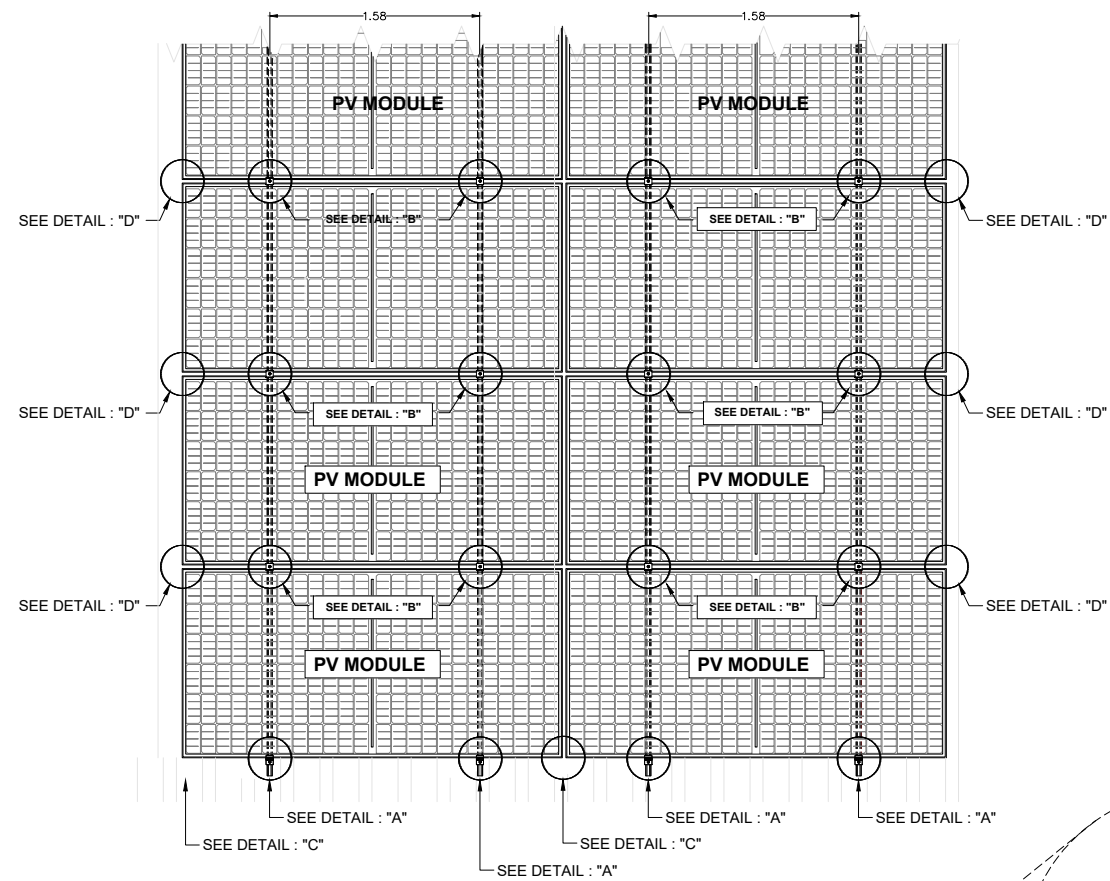 1.58
1.58
PV MODULE
PV MODULE
SEE DETAIL : "D"
SEE DETAIL : "B"
SEE DETAIL : "B"
SEE DETAIL : "D"
SEE DETAIL : "D"
SEE DETAIL : "B"
SEE DETAIL : "B"
SEE DETAIL : "D"
PV MODULE
PV MODULE
SEE DETAIL : "D"
SEE DETAIL : "B"
SEE DETAIL : "B"
SEE DETAIL : "D"
PV MODULE
PV MODULE
SEE DETAIL : "A"
SEE DETAIL : "A"
SEE DETAIL : "A"
SEE DETAIL : "C"
SEE DETAIL : "C"
SEE DETAIL : "A"